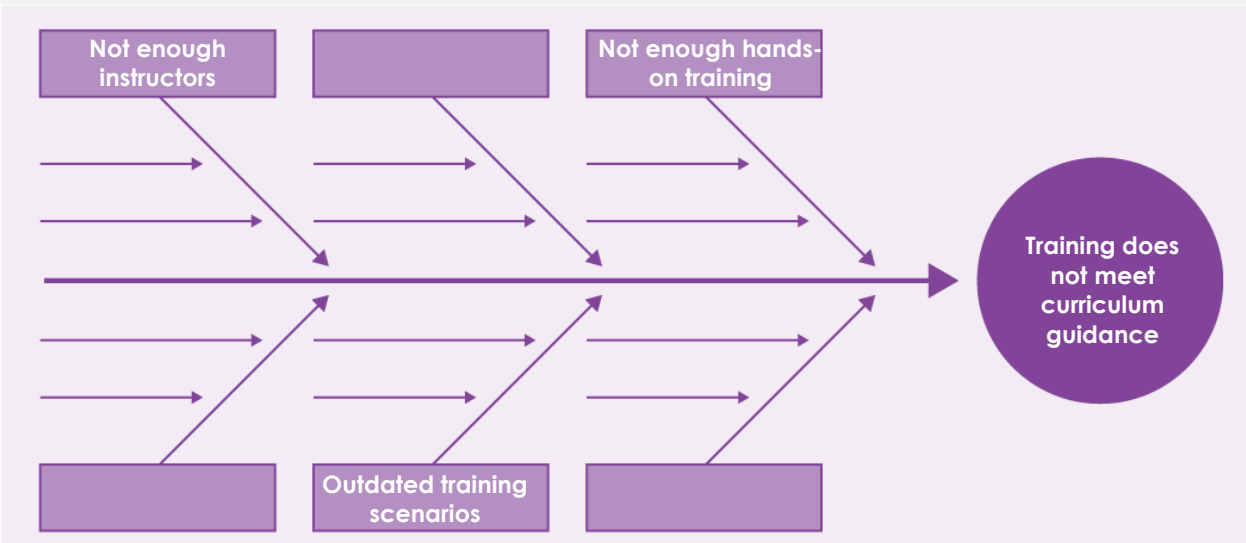 Not enough
instructors
Not enough hands-
on training
Training does
not meet
curriculum
guidance
Outdated training
scenarios